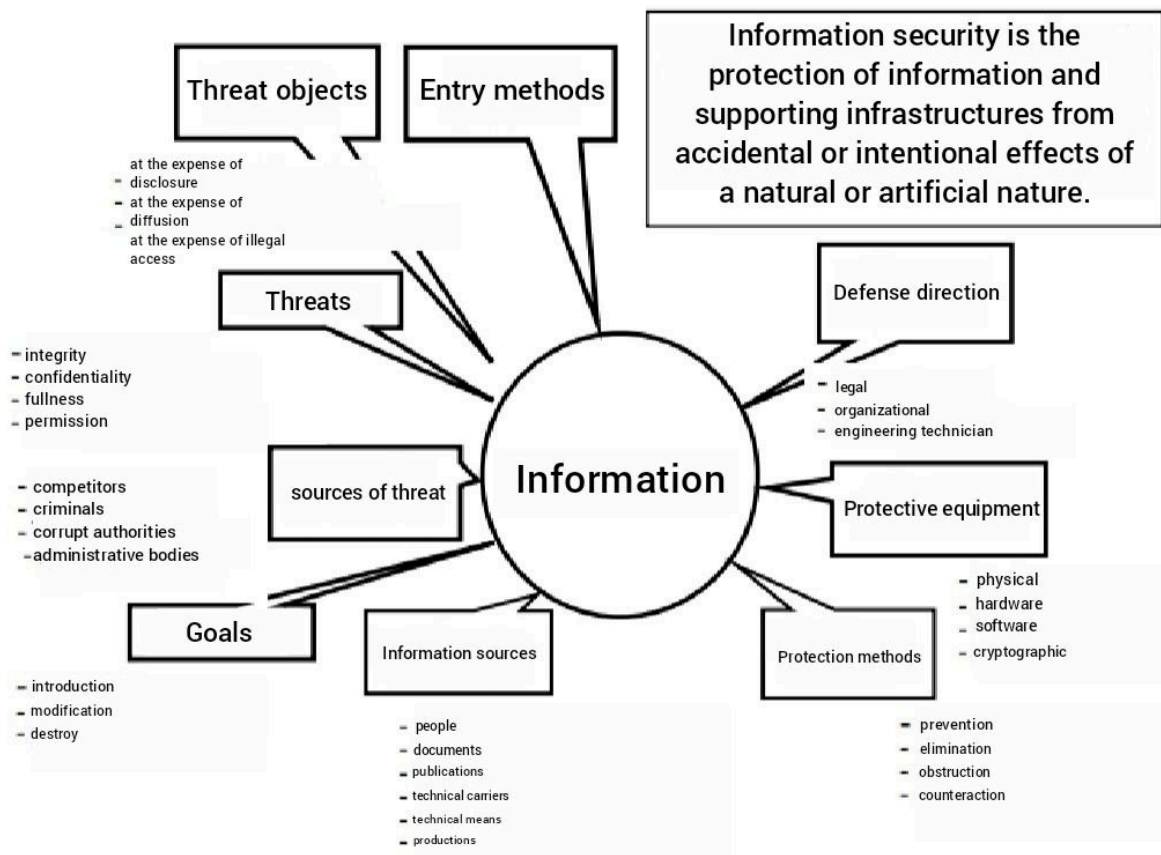 Information security is the
protection of information and
supporting infrastructures from
accidental or intentional effects of
a natural or artificial nature.
Threat objects
Entry methods
at the expense of
- disclosure
- at the expense of
- diffusion
at the expense of illegal
access
Threats
Defense direction
- integrity
- confidentiality
- fullness
- permission
- legal
- organizational
- engineering technician
Information
sources of threat
- competitors
- criminals
- corrupt authorities
- administrative bodies
Protective equipment
- physical
- hardware
- software
- cryptographic
Goals
- introduction
- modification
- destroy
Information sources
- people
- documents
- publications
- technical carriers
- technical means
- productions
Protection methods
- prevention
- elimination
- obstruction
- counteraction